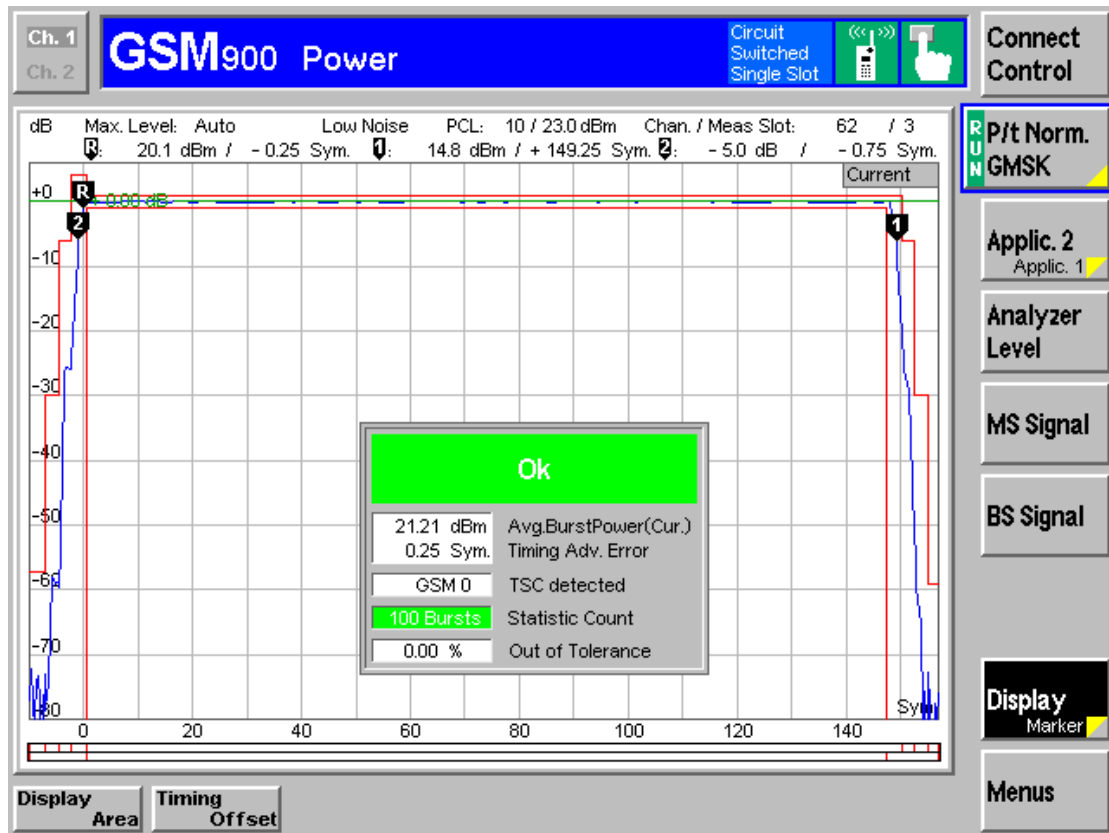 Ch. 1
Ch. 2
GSM900 Power
Circuit
Switched
Single Slot
Connect
Control
dB Max. Level: Auto Low Noise PCL: 10 / 23.0 dBm Chan. / Meas Slot: 62 / 3
R: 20.1 dBm / - 0.25 Sym. 1: 14.8 dBm / + 149.25 Sym. 2: - 5.0 dB / - 0.75 Sym.
Current
RUN
P/t Norm.
GMSK
+0
R
0.00 dB
2
1
-10
-20
-30
-40
-50
-60
-70
-80
Applic. 2
Applic. 1
Analyzer
Level
MS Signal
BS Signal
Ok
21.21 dBm Avg.BurstPower(Cur.)
0.25 Sym. Timing Adv. Error
GSM 0 TSC detected
100 Bursts Statistic Count
0.00 % Out of Tolerance
Sym.
0 20 40 60 80 100 120 140
Display
Marker
Menus
Display
Area
Timing
Offset